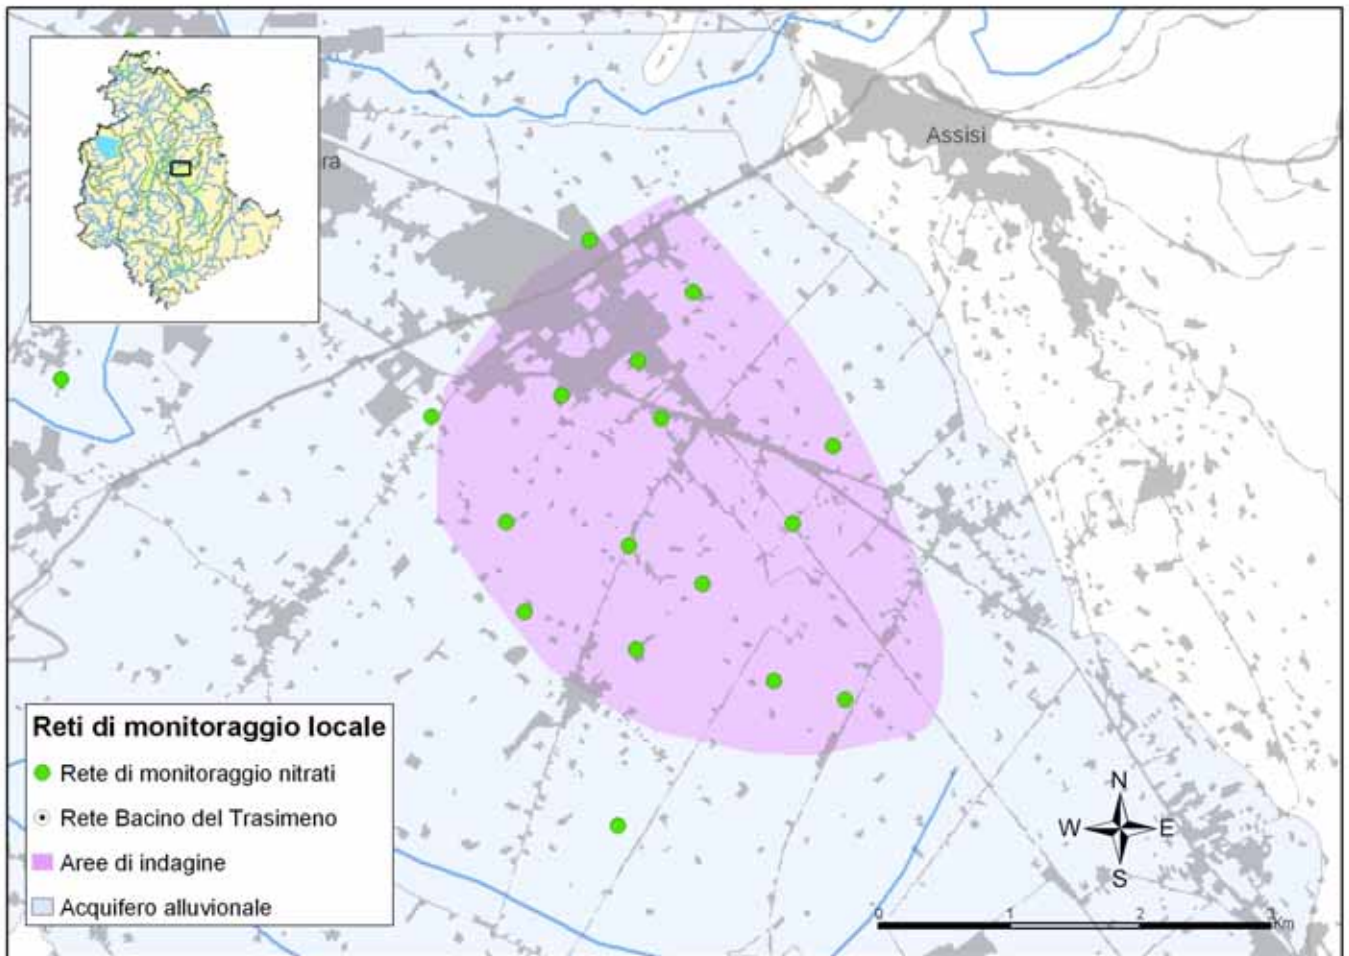 Assisi
ra
Reti di monitoraggio locale
Rete di monitoraggio nitrati
Rete Bacino del Trasimeno
Aree di indagine
Acquifero alluvionale
N
W E
S
0 1 2 3
Km